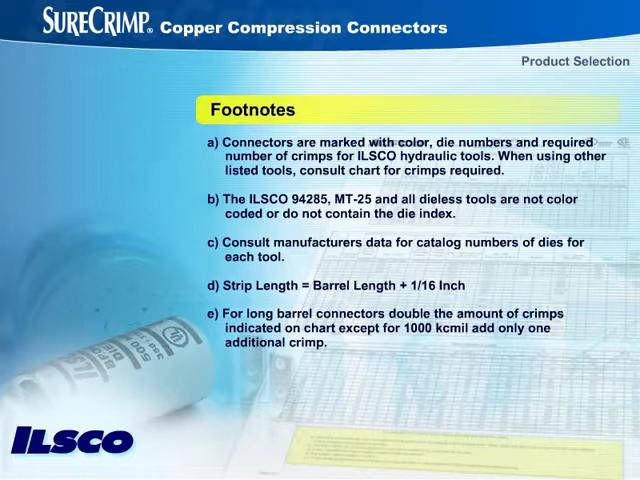 SURECRIMP® Copper Compression Connectors
Product Selection
Footnotes
a) Connectors are marked with color, die numbers and required
number of crimps for ILSCO hydraulic tools. When using other
listed tools, consult chart for crimps required.
b) The ILSCO 94285, MT-25 and all dieless tools are not color
coded or do not contain the die index.
c) Consult manufacturers data for catalog numbers of dies for
each tool.
d) Strip Length = Barrel Length + 1/16 Inch
e) For long barrel connectors double the amount of crimps
indicated on chart except for 1000 kcmil add only one
additional crimp.
ILSCO